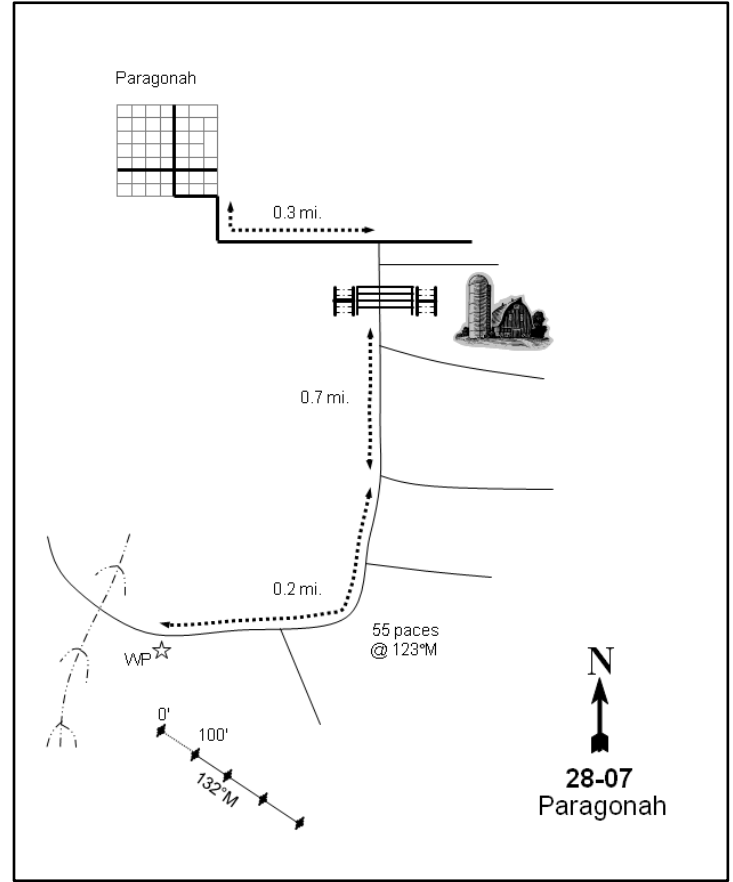 Paragonah
0.3 mi.
0.7 mi.
0.2 mi.
55 paces
@ 123°M
WP
0'
100'
132°M
N
28-07
Paragonah